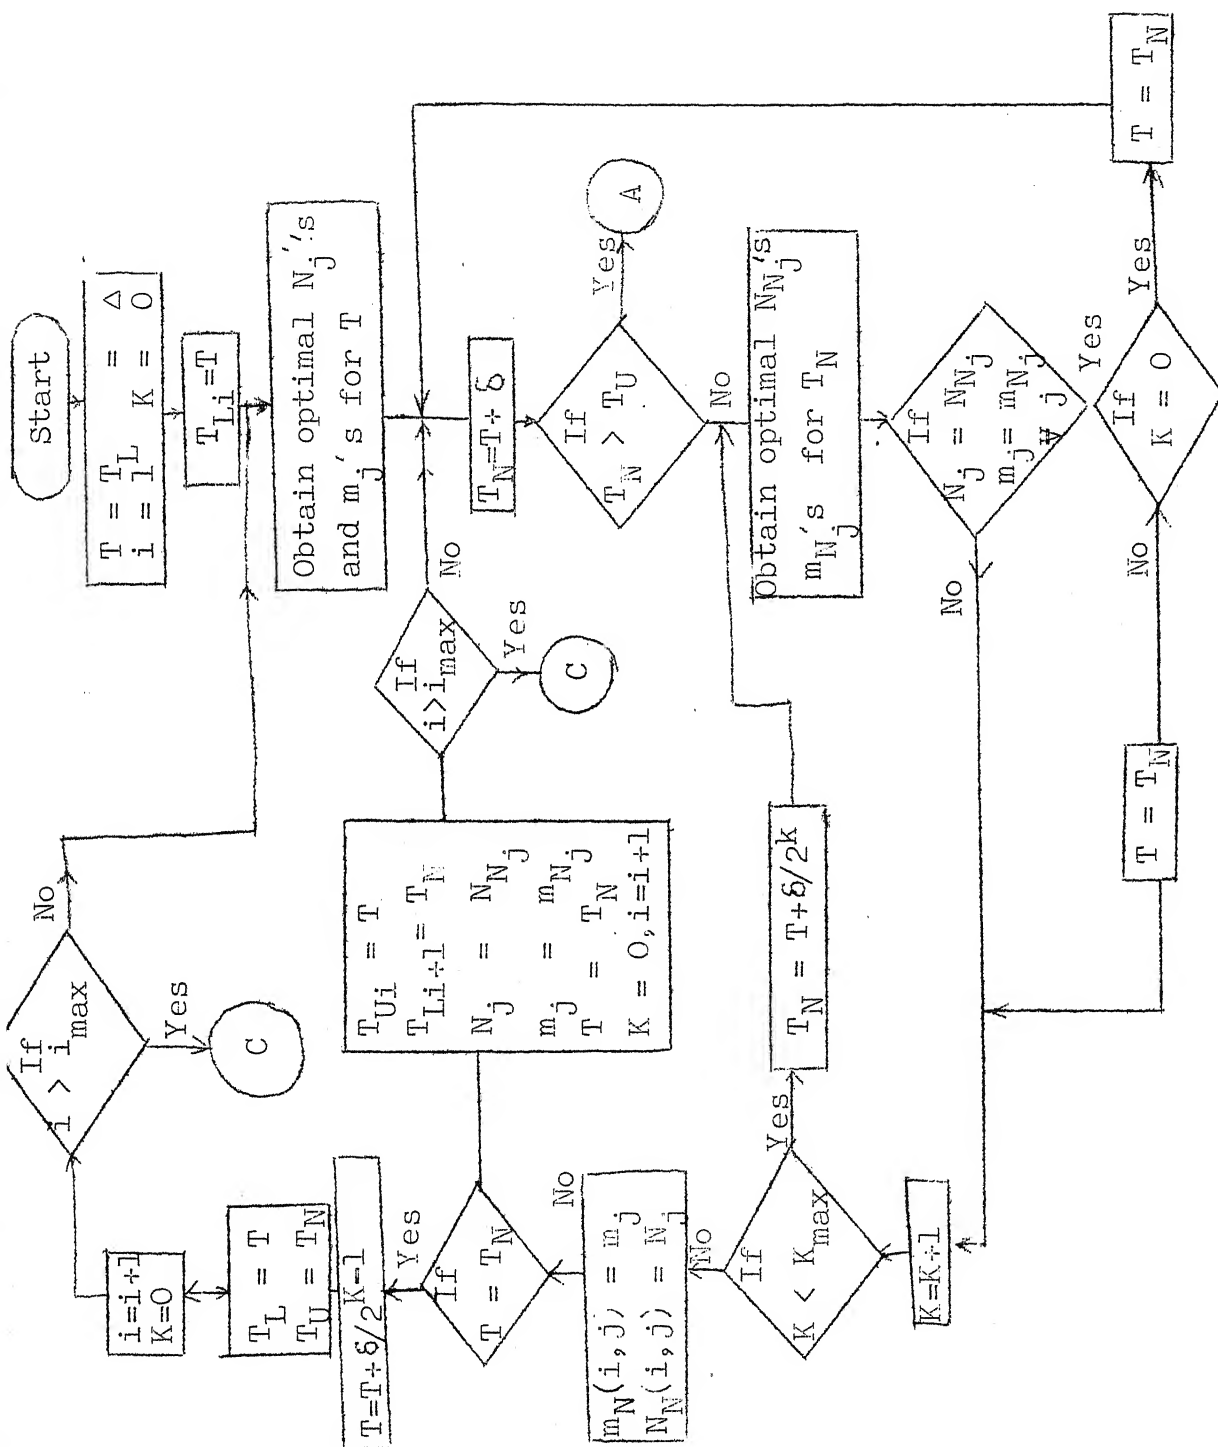 Start
T = T_L = Δ
i = 1 K = 0
T_Li=T
Obtain optimal N_j's
and m_j's for T
T_N=T+δ
If
T_N > T_U
Yes
A
No
Obtain optimal N_Nj's
m_Nj's for T_N
If
N_j = N_Nj
m_j = m_Nj
∀ j
Yes
No
If
K = 0
Yes
T = T_N
No
T = T_N
K=K+1
If
K < K_max
Yes
T_N = T+δ/2^k
No
m_N(i,j) = m_j
N_N(i,j) = N_j
If
T = T_N
No
T_Ui = T
T_Li+1 = T_N
N_j = N_Nj
m_j = m_Nj
T = T_N
K = 0,i=i+1
If
i>i_max
No
Yes
C
Yes
T=T+δ/2^K-1
T_L = T
T_U = T_N
i=i+1
K=0
If
i > i_max
No
Yes
C